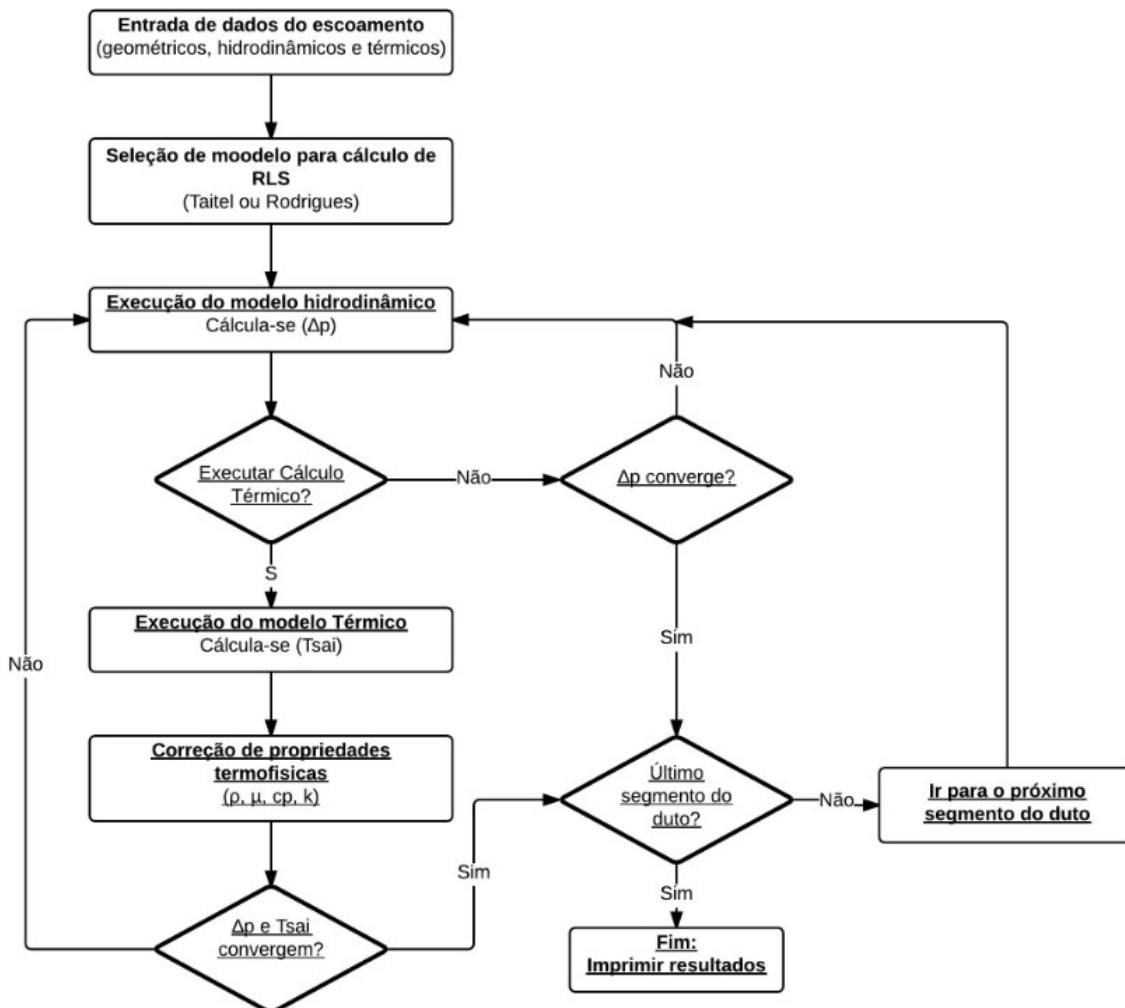 Entrada de dados do escoamento
(geométricos, hidrodinâmicos e térmicos)
Seleção de moodelo para cálculo de
RLS
(Taitel ou Rodrigues)
Execução do modelo hidrodinâmico
Cálcula-se (Δp)
Não
Executar Cálculo
Térmico?
Não
Δp converge?
S
Execução do modelo Térmico
Cálcula-se (Tsai)
Sim
Não
Correção de propriedades
termofisicas
(ρ, µ, cp, k)
Último
segmento do
duto?
Não
Ir para o próximo
segmento do duto
Sim
Sim
Δp e Tsai
convergem?
Fim:
Imprimir resultados